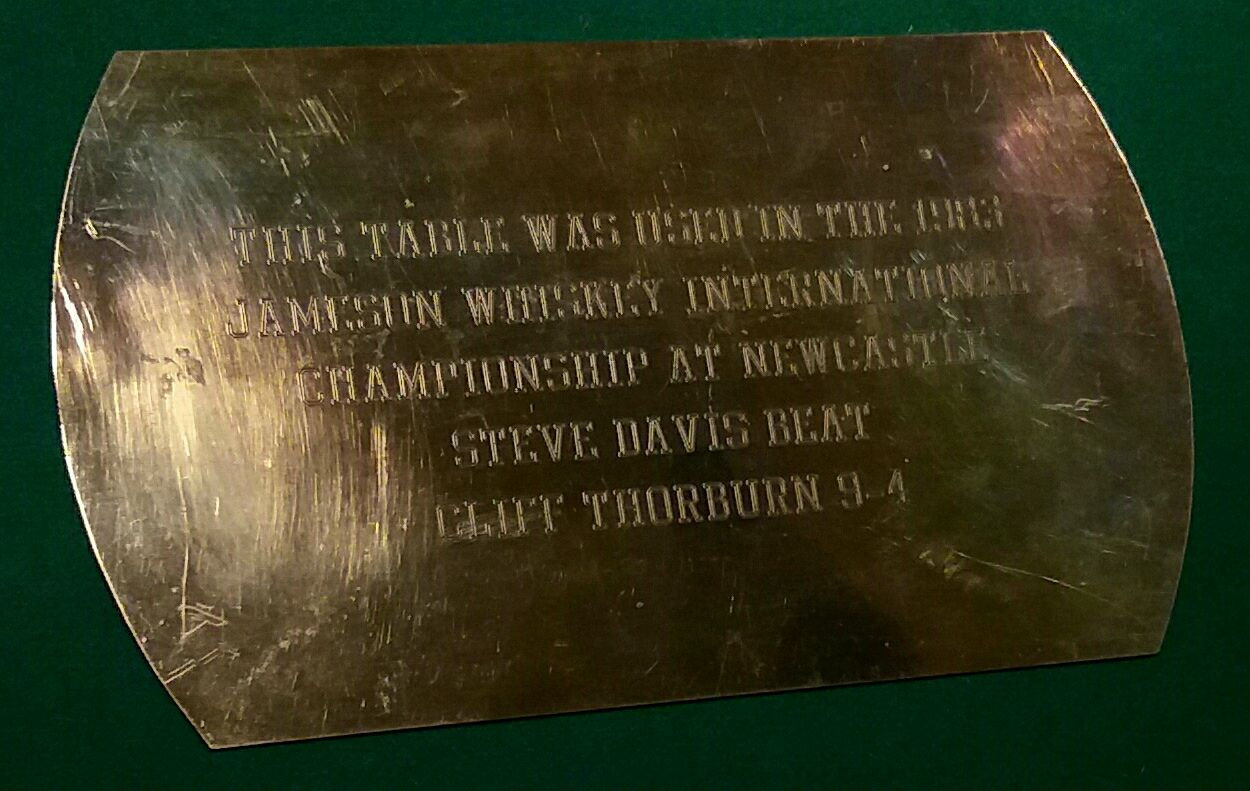 THIS TABLE WAS USED IN THE 1983
JAMESON WHISKEY INTERNATIONAL
CHAMPIONSHIP AT NEWCASTLE
STEVE DAVIS BEAT
CLIFF THORBURN 9-4